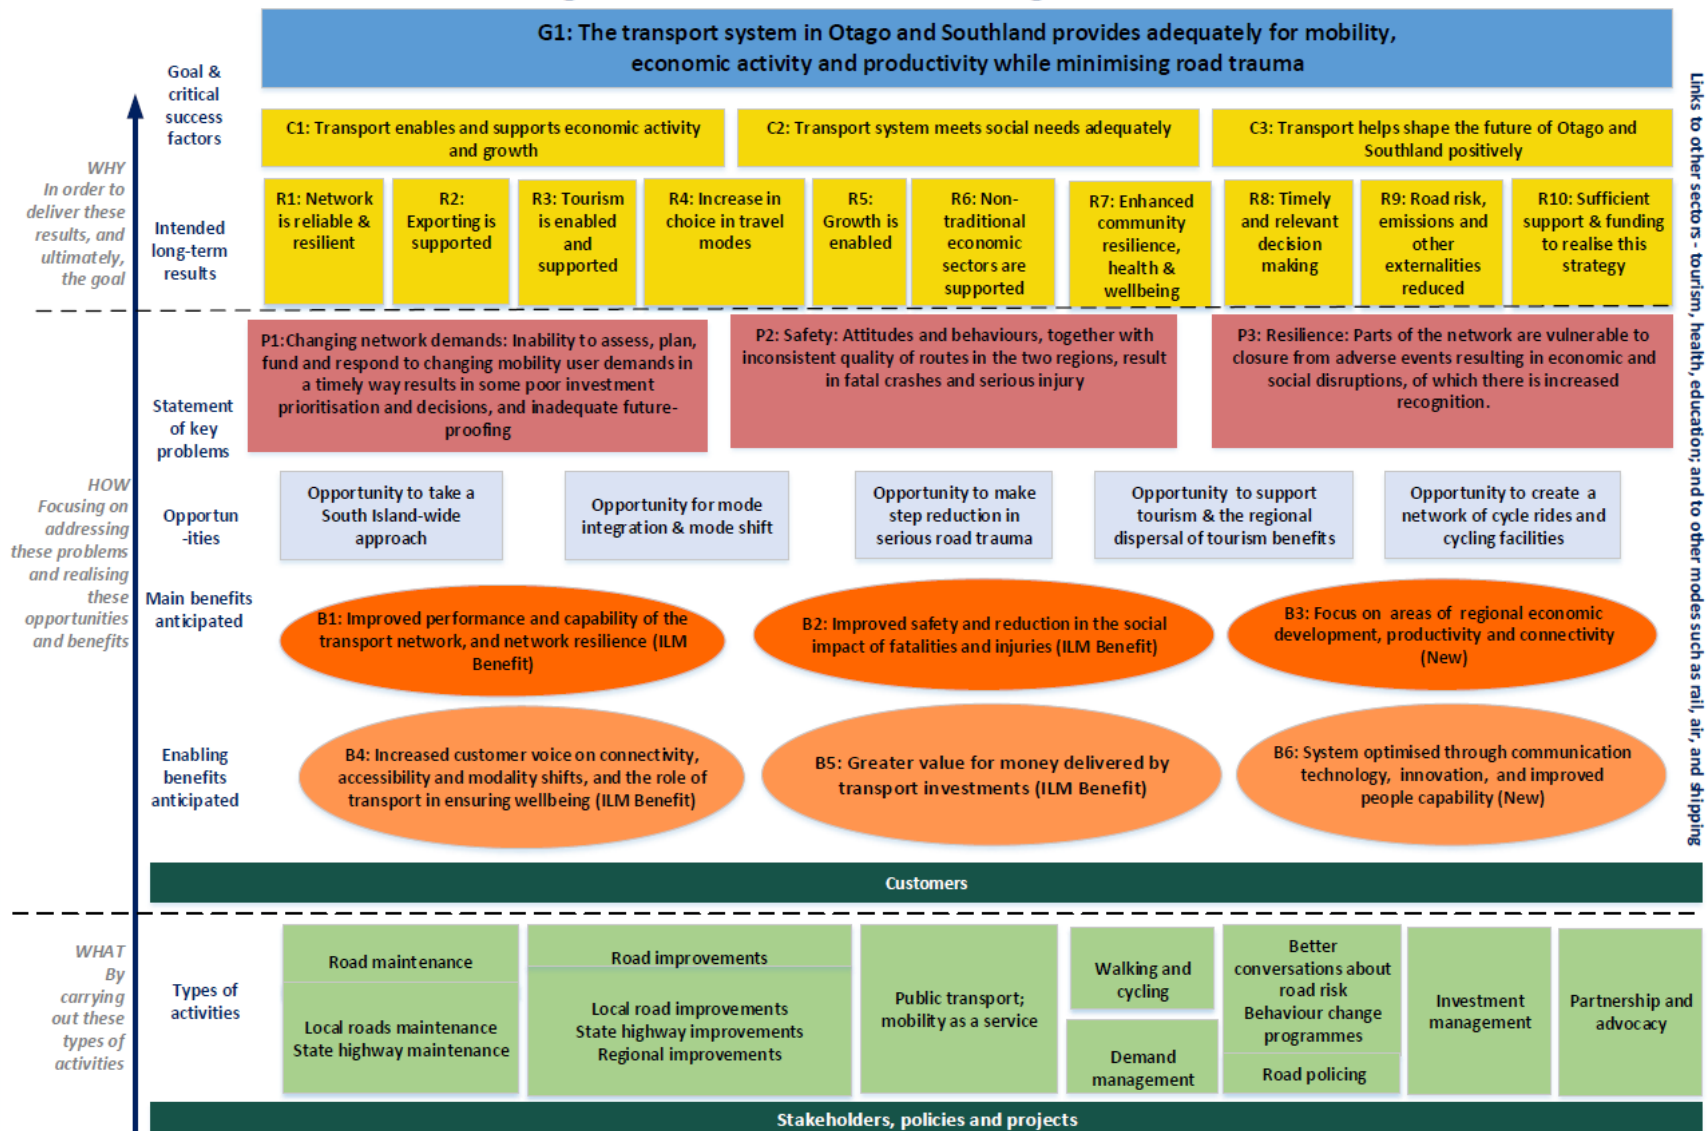 G1: The transport system in Otago and Southland provides adequately for mobility,
economic activity and productivity while minimising road trauma
Goal &
critical
success
factors
C1: Transport enables and supports economic activity
and growth
C2: Transport system meets social needs adequately
C3: Transport helps shape the future of Otago and
Southland positively
WHY
In order to
deliver these
results, and
ultimately,
the goal
Intended
long-term
results
R1: Network
is reliable &
resilient
R2:
Exporting is
supported
R3: Tourism
is enabled
and
supported
R4: Increase in
choice in travel
modes
R5:
Growth is
enabled
R6: Non-
traditional
economic
sectors are
supported
R7: Enhanced
community
resilience,
health &
wellbeing
R8: Timely
and relevant
decision
making
R9: Road risk,
emissions and
other
externalities
reduced
R10: Sufficient
support & funding
to realise this
strategy
Statement
of key
problems
P1:Changing network demands: Inability to assess, plan,
fund and respond to changing mobility user demands in
a timely way results in some poor investment
prioritisation and decisions, and inadequate future-
proofing
P2: Safety: Attitudes and behaviours, together with
inconsistent quality of routes in the two regions, result
in fatal crashes and serious injury
P3: Resilience: Parts of the network are vulnerable to
closure from adverse events resulting in economic and
social disruptions, of which there is increased
recognition.
HOW
Focusing on
addressing
these problems
and realising
these
opportunities
and benefits
Opportun
-ities
Opportunity to take a
South Island-wide
approach
Opportunity for mode
integration & mode shift
Opportunity to make
step reduction in
serious road trauma
Opportunity to support
tourism & the regional
dispersal of tourism benefits
Opportunity to create a
network of cycle rides and
cycling facilities
Main benefits
anticipated
B1: Improved performance and capability of the
transport network, and network resilience (ILM
Benefit)
B2: Improved safety and reduction in the social
impact of fatalities and injuries (ILM Benefit)
B3: Focus on areas of regional economic
development, productivity and connectivity
(New)
Enabling
benefits
anticipated
B4: Increased customer voice on connectivity,
accessibility and modality shifts, and the role of
transport in ensuring wellbeing (ILM Benefit)
B5: Greater value for money delivered by
transport investments (ILM Benefit)
B6: System optimised through communication
technology, innovation, and improved
people capability (New)
Customers
WHAT
By
carrying
out these
types of
activities
Types of
activities
Road maintenance
Local roads maintenance
State highway maintenance
Road improvements
Local road improvements
State highway improvements
Regional improvements
Public transport;
mobility as a service
Walking and
cycling
Demand
management
Better
conversations about
road risk
Behaviour change
programmes
Road policing
Investment
management
Partnership and
advocacy
Stakeholders, policies and projects
Links to other sectors - tourism, health, education; and to other modes such as rail, air, and shipping